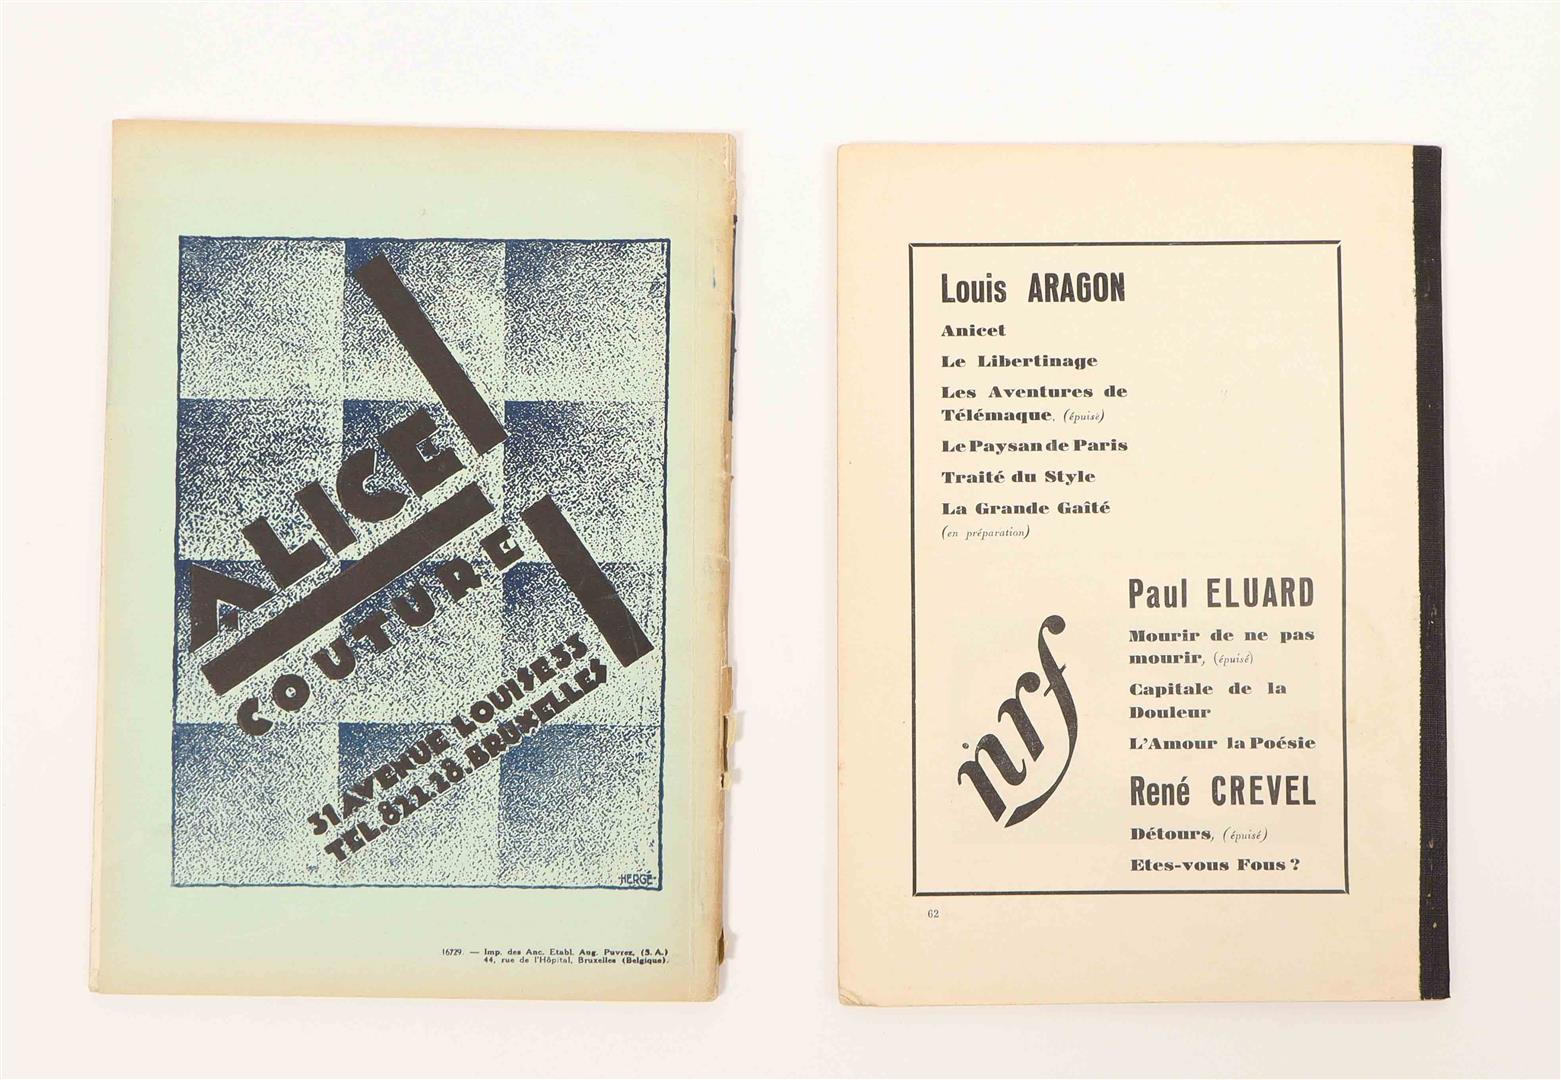 ALICE
COUTURE
31 AVENUE LOUISE 33
TEL. 822.28. BRUXELLES
HERGÉ
16729. — Imp. des Anc. Etabl. Aug. Puvrez, (S. A.)
44, rue de l'Hôpital, Bruxelles (Belgique).
Louis ARAGON
Anicet
Le Libertinage
Les Aventures de
Télémaque, (épuisé)
Le Paysan de Paris
Traité du Style
La Grande Gaîté
(en préparation)
nrf
Paul ELUARD
Mourir de ne pas
mourir, (épuisé)
Capitale de la
Douleur
L'Amour la Poésie
René CREVEL
Détours, (épuisé)
Etes-vous Fous ?
62